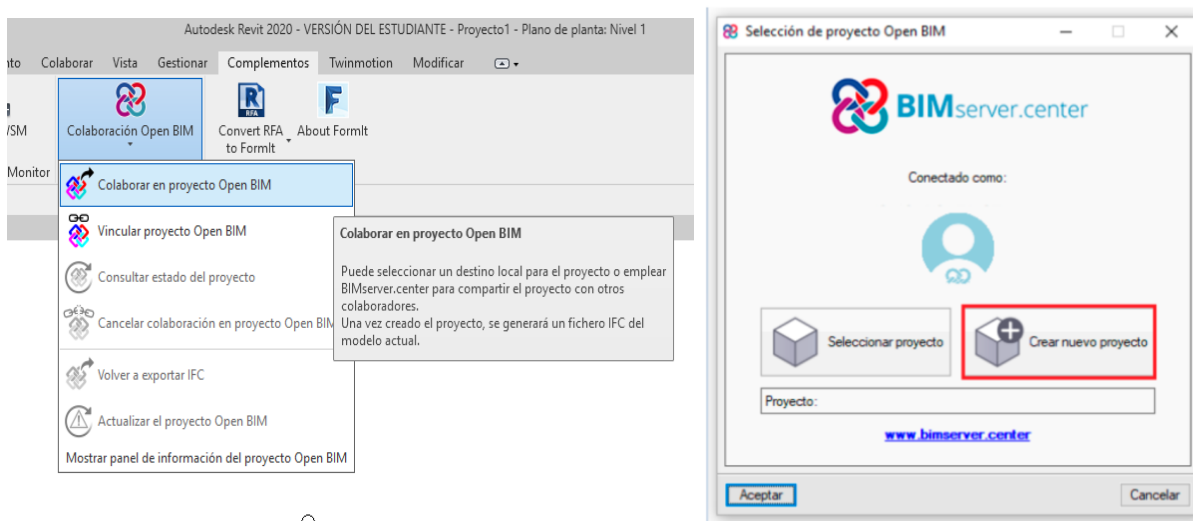 Autodesk Revit 2020 - VERSIÓN DEL ESTUDIANTE - Proyecto1 - Plano de planta: Nivel 1
Colaborar Vista Gestionar Complementos Twinmotion Modificar
Colaboración Open BIM
Convert RFA to FormIt
About FormIt
Monitor
Colaborar en proyecto Open BIM
Vincular proyecto Open BIM
Consultar estado del proyecto
Cancelar colaboración en proyecto Open BIM
Volver a exportar IFC
Actualizar el proyecto Open BIM
Mostrar panel de información del proyecto Open BIM
Colaborar en proyecto Open BIM
Puede seleccionar un destino local para el proyecto o emplear
BIMserver.center para compartir el proyecto con otros
colaboradores.
Una vez creado el proyecto, se generará un fichero IFC del
modelo actual.
Selección de proyecto Open BIM
BIMserver.center
Conectado como:
Seleccionar proyecto
Crear nuevo proyecto
Proyecto:
www.bimserver.center
Aceptar
Cancelar